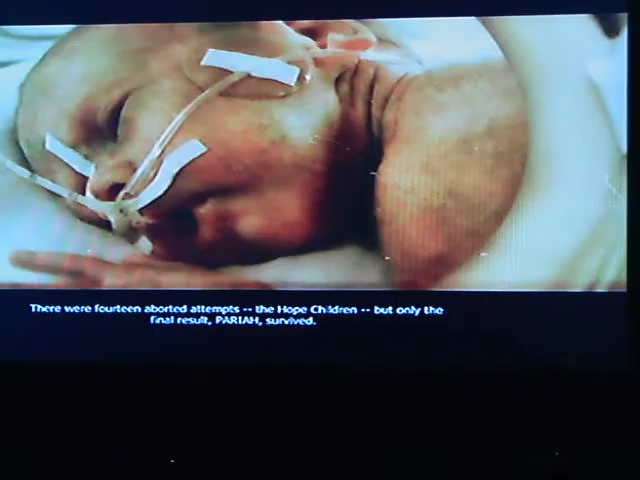 There were fourteen aborted attempts -- the Hope Children -- but only the
final result, PARIAH, survived.